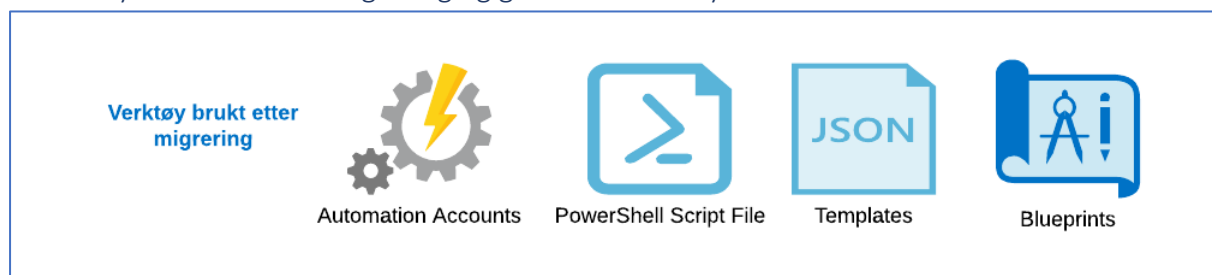 Verktøy brukt etter
migrering
JSON
Automation Accounts
PowerShell Script File
Templates
Blueprints